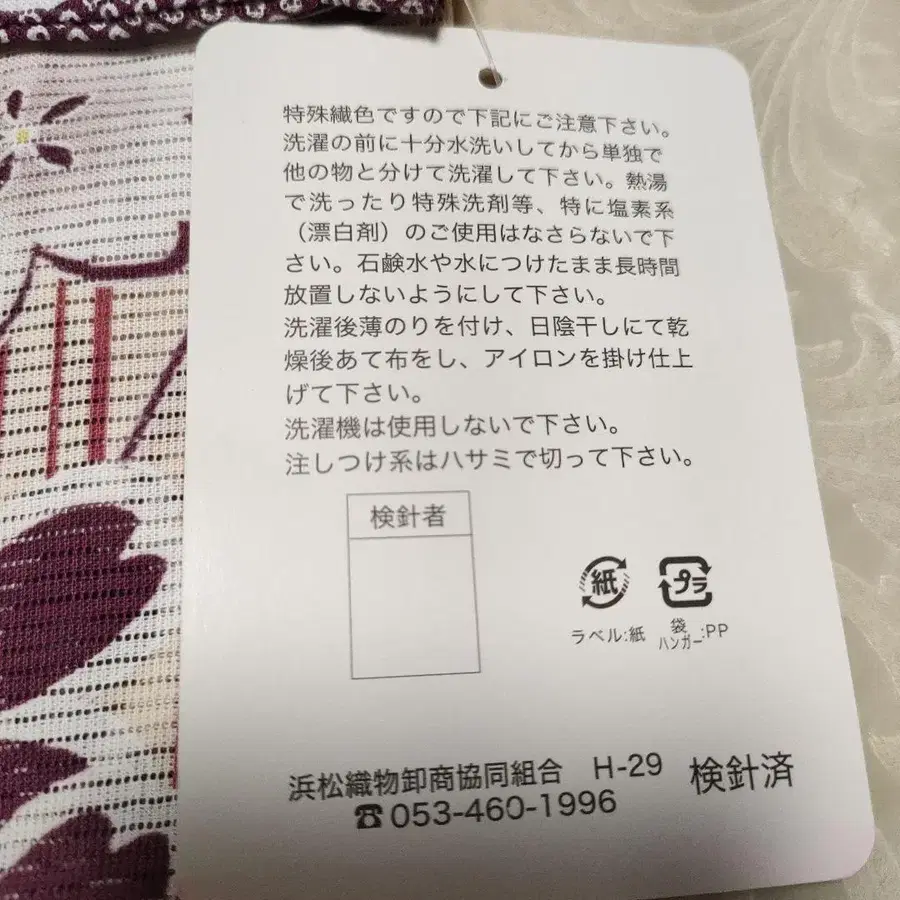 特殊繊色ですので下記にご注意下さい。
洗濯の前に十分水洗いしてから単独で
他の物と分けて洗濯して下さい。熱湯
で洗ったり特殊洗剤等、特に塩素系
（漂白剤）のご使用はなさらないで下
さい。石鹸水や水につけたまま長時間
放置しないようにして下さい。
洗濯後薄のりを付け、日陰干しにて乾
燥後あて布をし、アイロンを掛け仕上
げて下さい。
洗濯機は使用しないで下さい。
注しつけ系はハサミで切って下さい。
検針者
紙 プラ
ラベル:紙 袋ハンガー:PP
浜松織物卸商協同組合 H-29 検針済
☎053-460-1996